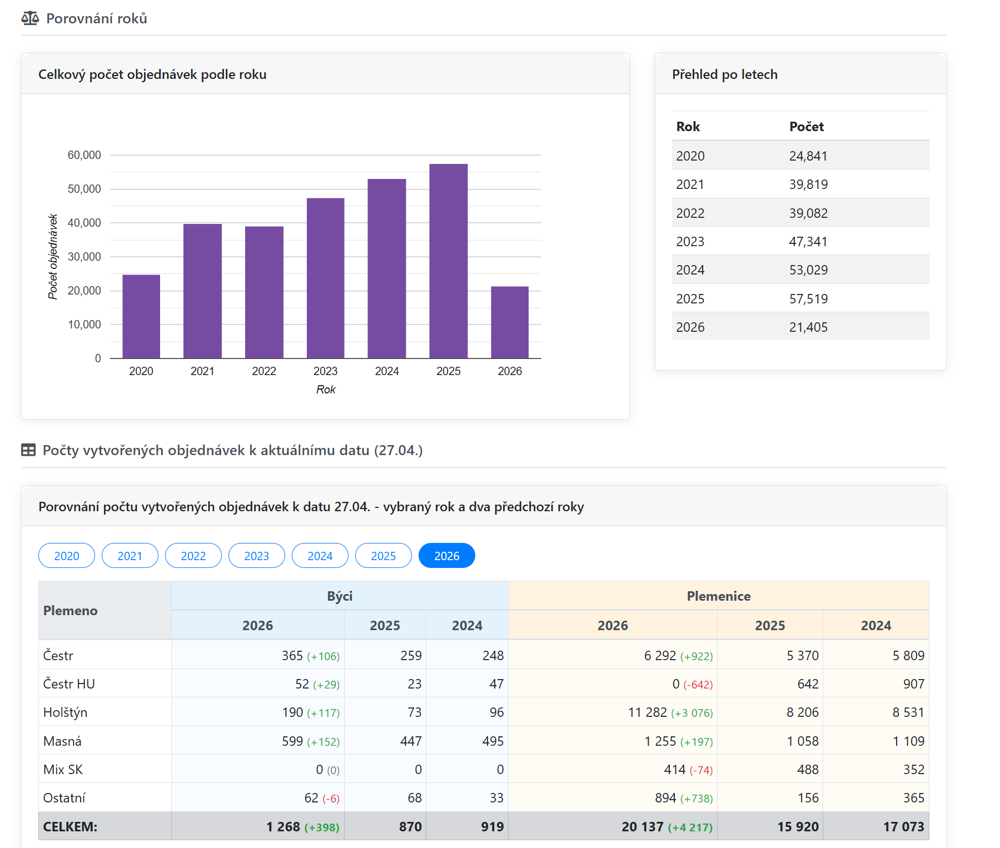 Porovnání roků
Celkový počet objednávek podle roku
Počet objednávek
60,000
50,000
40,000
30,000
20,000
10,000
0
2020 2021 2022 2023 2024 2025 2026
Rok
Přehled po letech
Rok Počet
2020 24,841
2021 39,819
2022 39,082
2023 47,341
2024 53,029
2025 57,519
2026 21,405
Počty vytvořených objednávek k aktuálnímu datu (27.04.)
Porovnání počtu vytvořených objednávek k datu 27.04. - vybraný rok a dva předchozí roky
2020 2021 2022 2023 2024 2025 2026
Plemeno Býci Plemenice
2026 2025 2024 2026 2025 2024
Čestr 365 (+106) 259 248 6 292 (+922) 5 370 5 809
Čestr HU 52 (+29) 23 47 0 (-642) 642 907
Holštýn 190 (+117) 73 96 11 282 (+3 076) 8 206 8 531
Masná 599 (+152) 447 495 1 255 (+197) 1 058 1 109
Mix SK 0 (0) 0 0 414 (-74) 488 352
Ostatní 62 (-6) 68 33 894 (+738) 156 365
CELKEM: 1 268 (+398) 870 919 20 137 (+4 217) 15 920 17 073